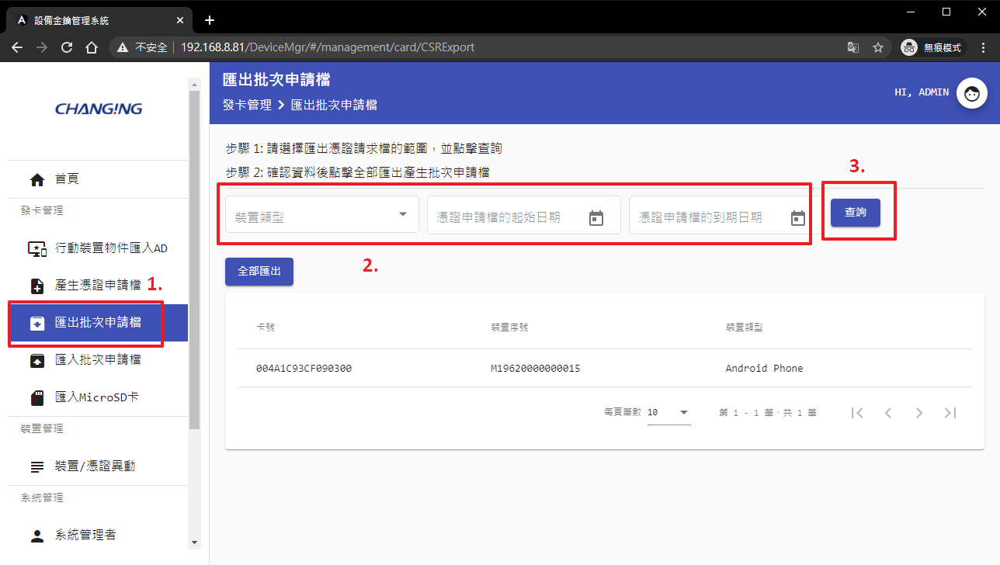 設備金鑰管理系統
不安全 192.168.8.81/DeviceMgr/#/management/card/CSRExport 無痕模式
CHANG!NG
首頁
發卡管理
行動裝置物件匯入AD
產生憑證申請檔 1.
匯出批次申請檔
匯入批次申請檔
匯入MicroSD卡
裝置管理
裝置/憑證異動
系統管理
系統管理者
匯出批次申請檔
發卡管理 匯出批次申請檔
HI, ADMIN
步驟 1: 請選擇匯出憑證請求檔的範圍，並點擊查詢
步驟 2: 確認資料後點擊全部匯出產生批次申請檔
3.
裝置類型 憑證申請檔的起始日期 憑證申請檔的到期日期 查詢
2.
全部匯出
卡號 裝置序號 裝置類型
004A1C93CF090300 M19620000000015 Android Phone
每頁筆數 10 第 1 - 1 筆、共 1 筆